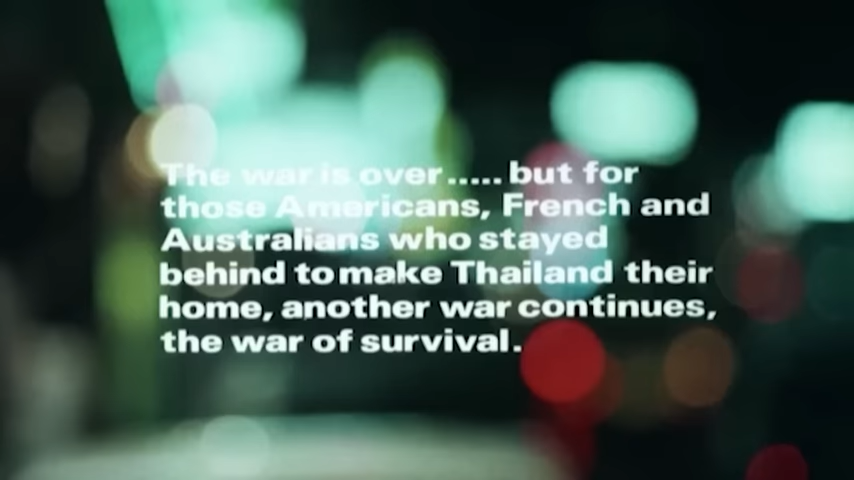 The war is over..... but for
those Americans, French and
Australians who stayed
behind to make Thailand their
home, another war continues,
the war of survival.